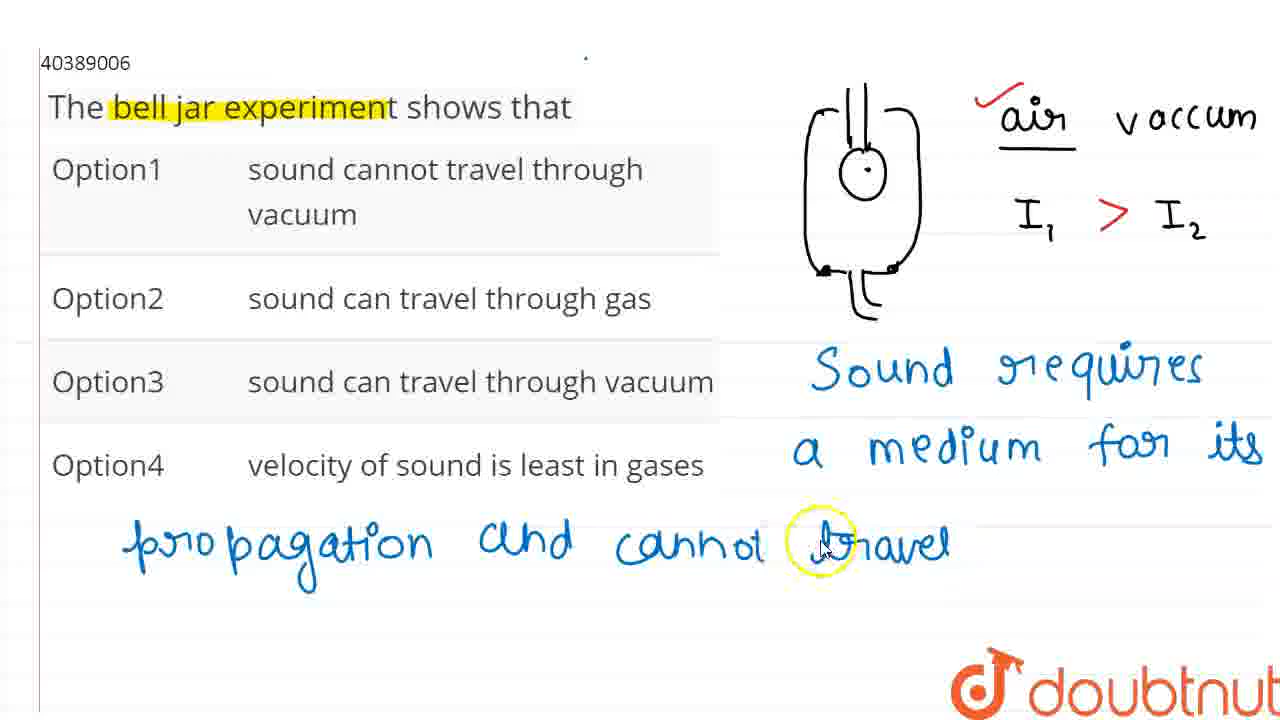 40389006
The bell jar experiment shows that
Option1 sound cannot travel through
vacuum
Option2 sound can travel through gas
Option3 sound can travel through vacuum
Option4 velocity of sound is least in gases
air vaccum
I₁ > I₂
Sound requires
a medium for its
propagation and cannot travel
doubtnut